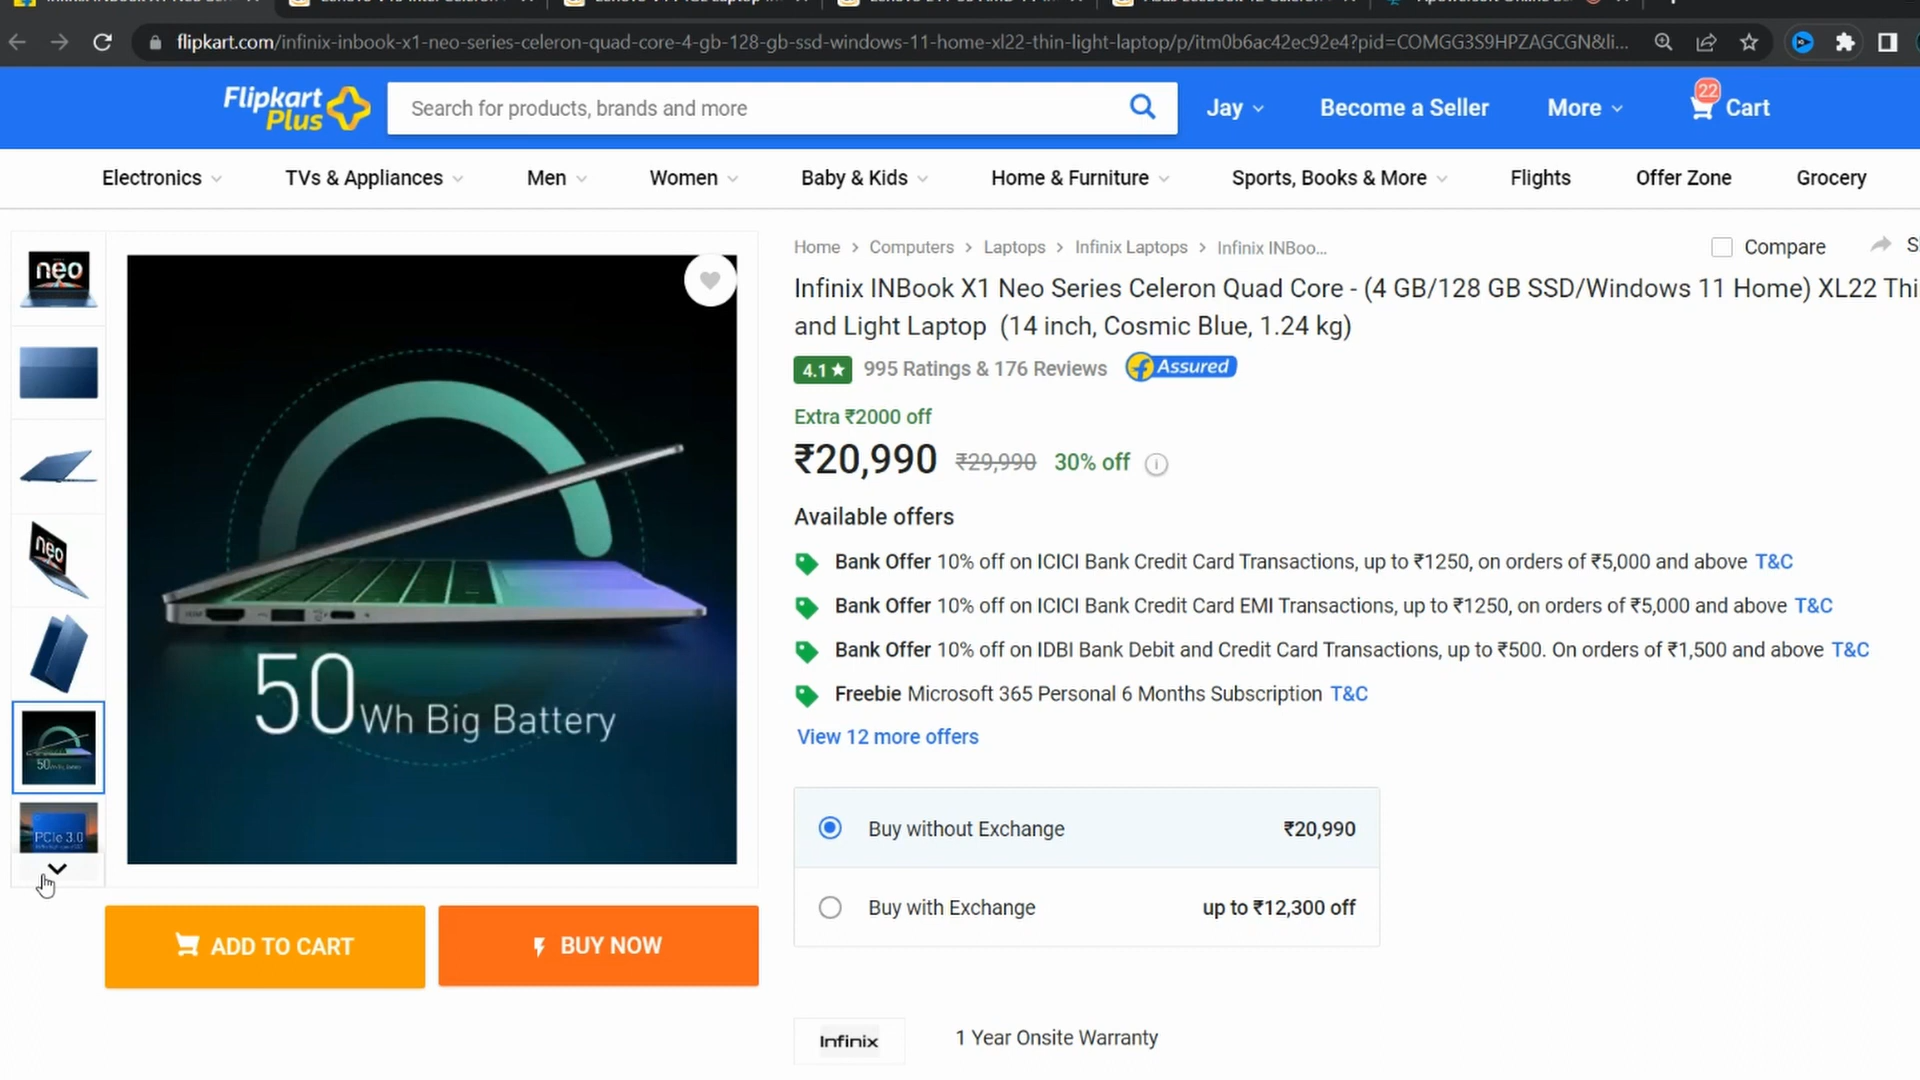 flipkart.com/infinix-inbook-x1-neo-series-celeron-quad-core-4-gb-128-gb-ssd-windows-11-home-xl22-thin-light-laptop/p/itm0b6ac42ec92e4?pid=COMGG3S9HPZAGCGN&li...
Flipkart
Plus
Search for products, brands and more
Jay
Become a Seller
More
22
Cart
Electronics
TVs & Appliances
Men
Women
Baby & Kids
Home & Furniture
Sports, Books & More
Flights
Offer Zone
Grocery
neo
neo
50
PCIe 3.0
50Wh Big Battery
ADD TO CART
BUY NOW
Home > Computers > Laptops > Infinix Laptops > Infinix INBoo...
Compare
S
Infinix INBook X1 Neo Series Celeron Quad Core - (4 GB/128 GB SSD/Windows 11 Home) XL22 Thi
and Light Laptop (14 inch, Cosmic Blue, 1.24 kg)
4.1★ 995 Ratings & 176 Reviews
Assured
Extra ₹2000 off
₹20,990 ₹29,990 30% off
Available offers
Bank Offer 10% off on ICICI Bank Credit Card Transactions, up to ₹1250, on orders of ₹5,000 and above T&C
Bank Offer 10% off on ICICI Bank Credit Card EMI Transactions, up to ₹1250, on orders of ₹5,000 and above T&C
Bank Offer 10% off on IDBI Bank Debit and Credit Card Transactions, up to ₹500. On orders of ₹1,500 and above T&C
Freebie Microsoft 365 Personal 6 Months Subscription T&C
View 12 more offers
Buy without Exchange ₹20,990
Buy with Exchange up to ₹12,300 off
Infinix
1 Year Onsite Warranty